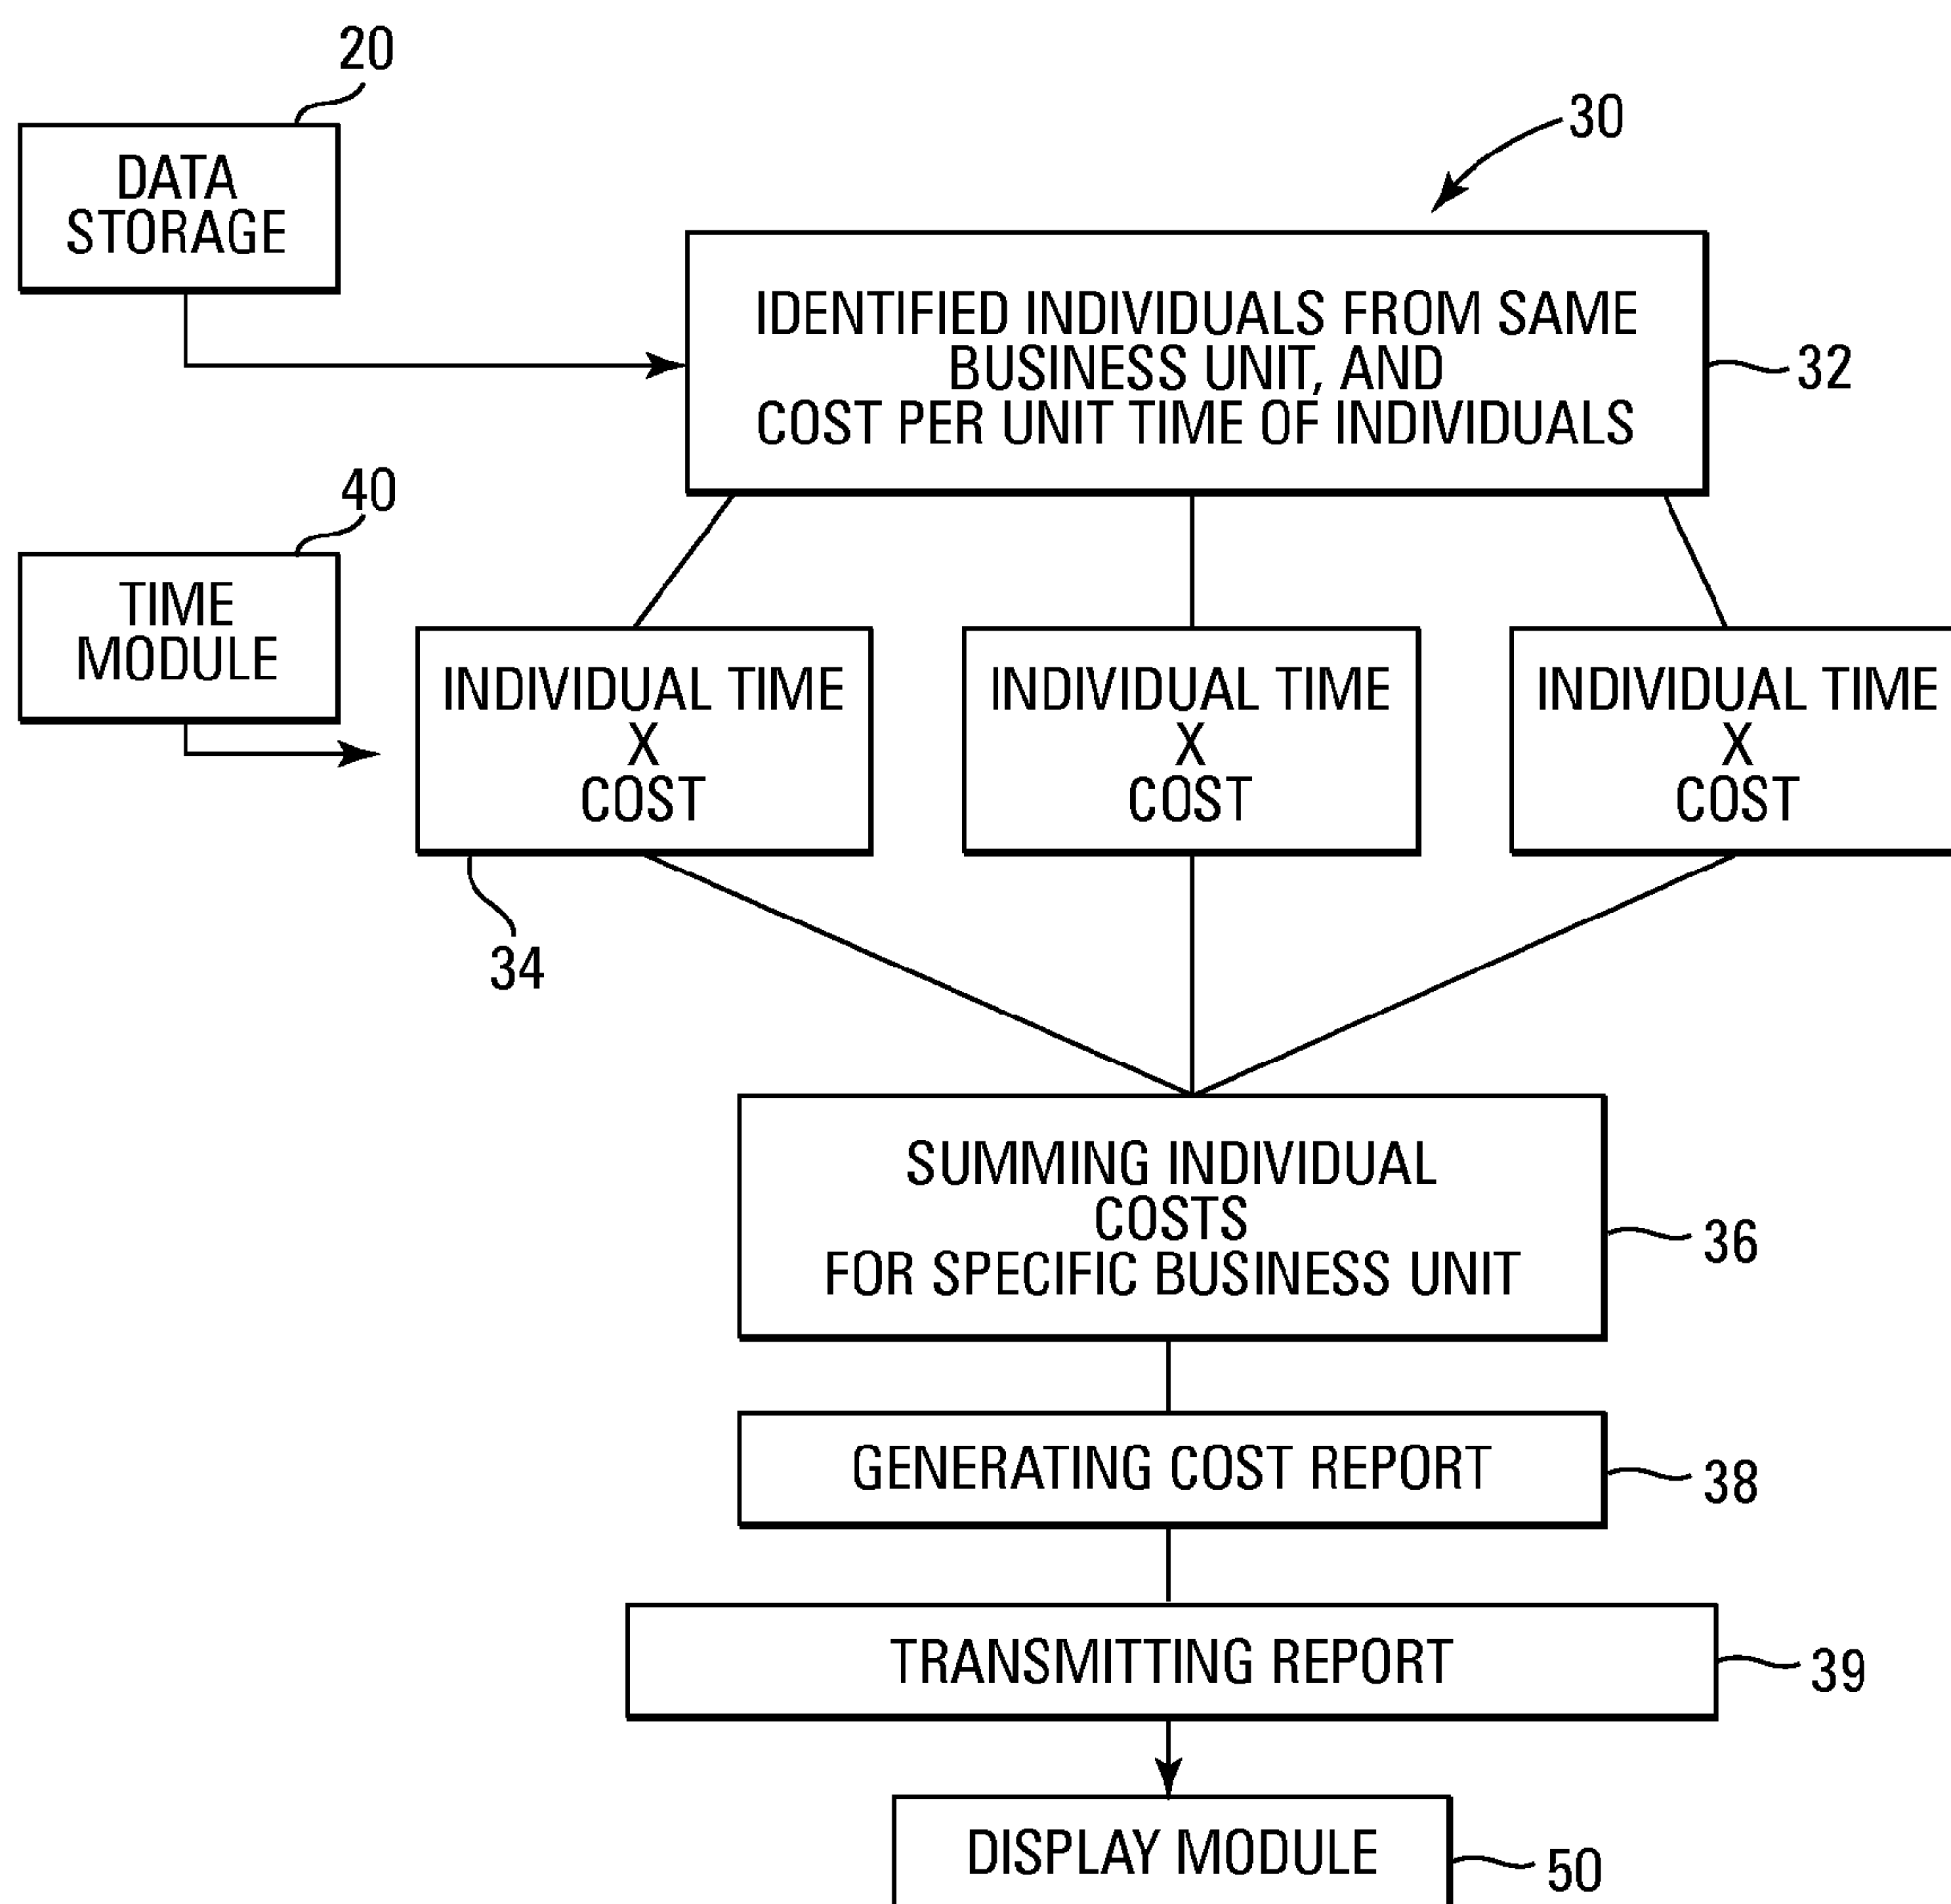 20
DATA
STORAGE
30
IDENTIFIED INDIVIDUALS FROM SAME
BUSINESS UNIT, AND
COST PER UNIT TIME OF INDIVIDUALS
32
40
TIME
MODULE
INDIVIDUAL TIME
X
COST
INDIVIDUAL TIME
X
COST
INDIVIDUAL TIME
X
COST
34
SUMMING INDIVIDUAL
COSTS
FOR SPECIFIC BUSINESS UNIT
36
GENERATING COST REPORT
38
TRANSMITTING REPORT
39
DISPLAY MODULE
50